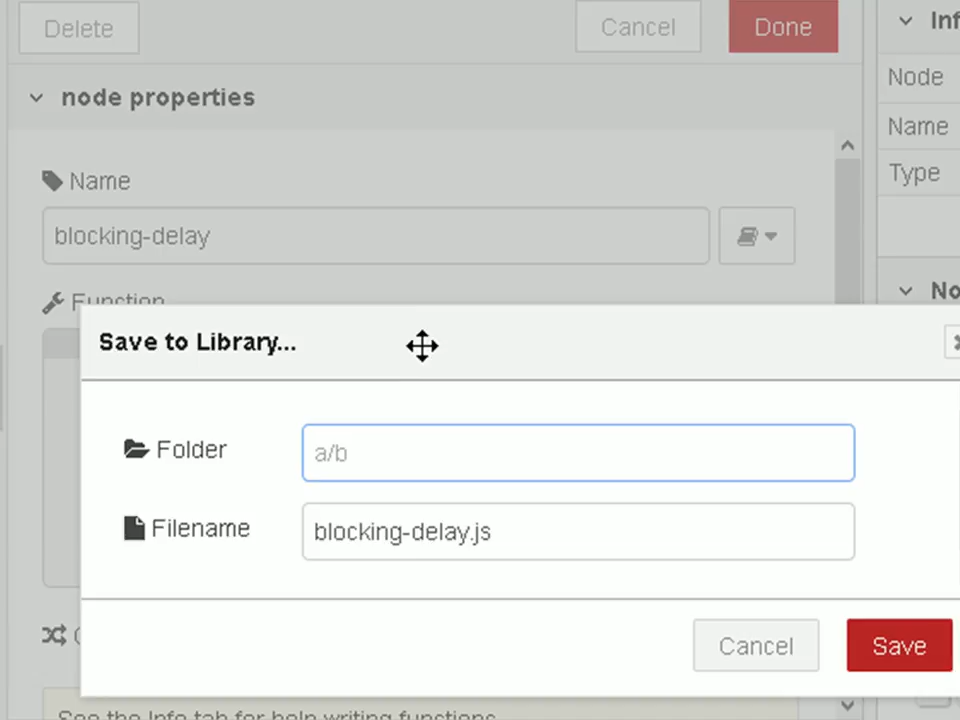 Delete
Cancel
Done
Inf
node properties
Node
Name
Name
Type
blocking-delay
Function
No
Save to Library...
Folder
a/b
Filename
blocking-delay.js
Cancel
Save
See the Info tab for help writing functions